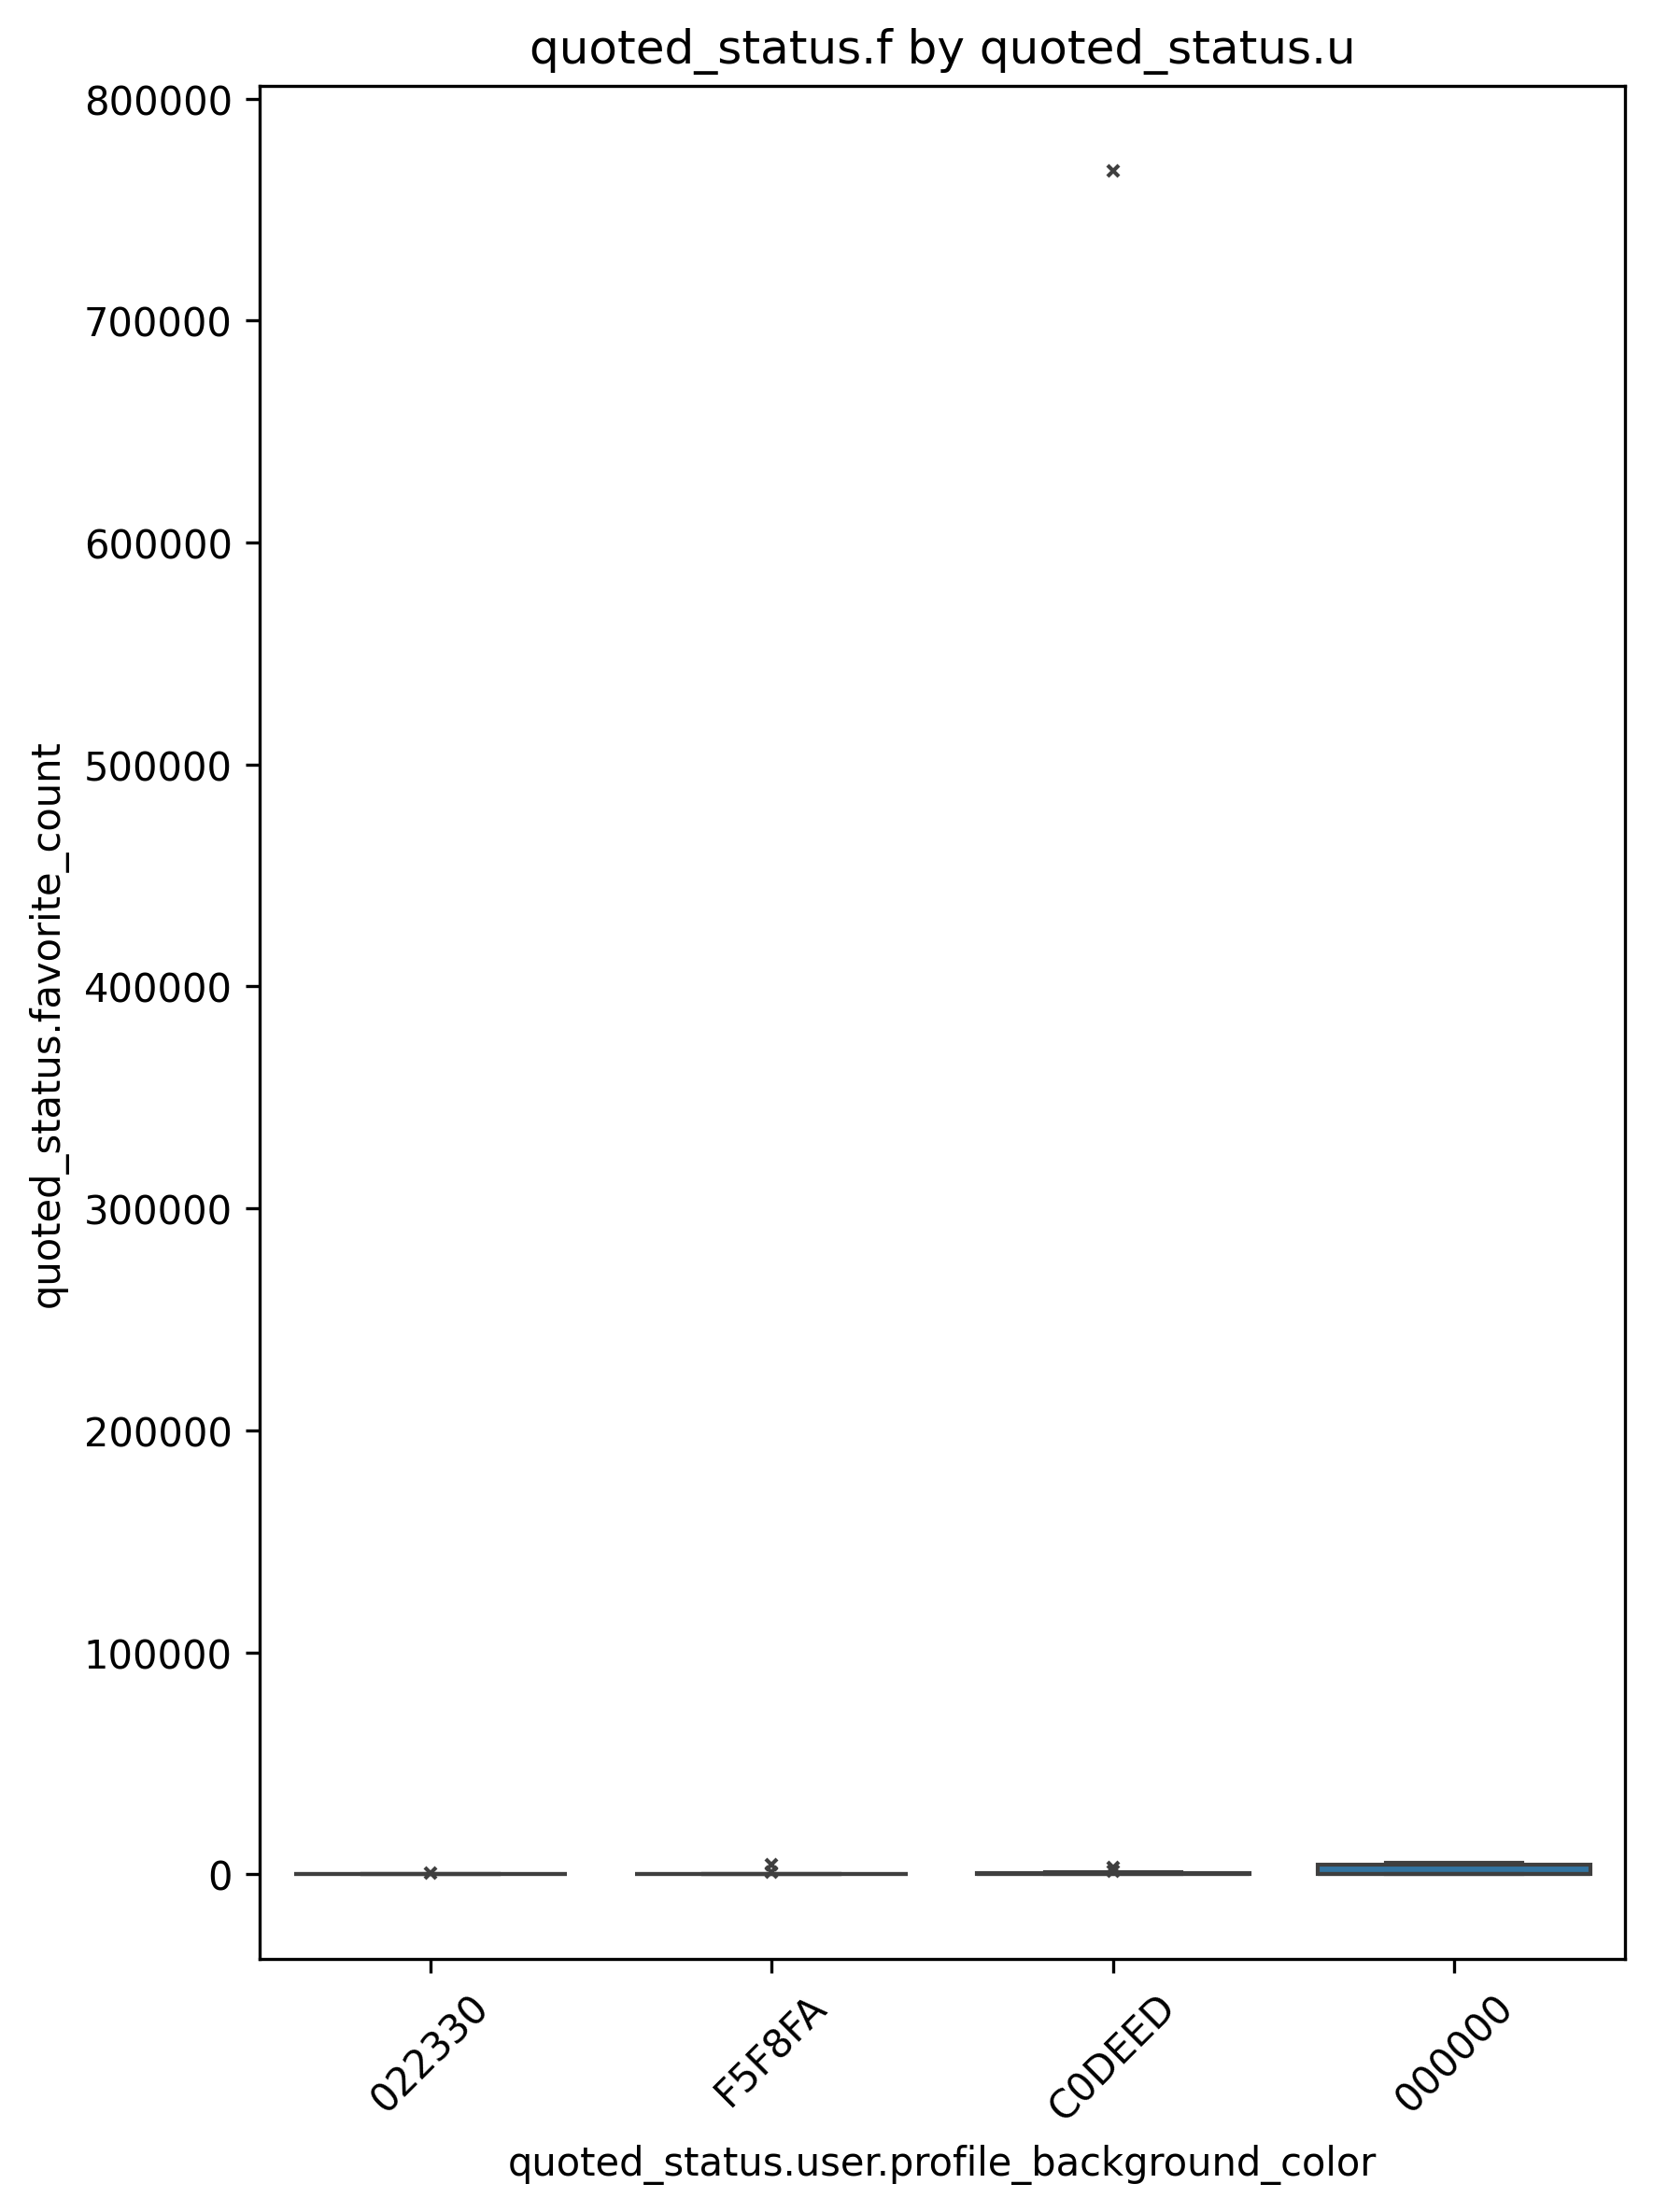 quoted_status.f by quoted_status.u
800000
700000
600000
500000
400000
300000
200000
100000
0
quoted_status.favorite_count
022330
F5F8FA
C0DEED
000000
quoted_status.user.profile_background_color